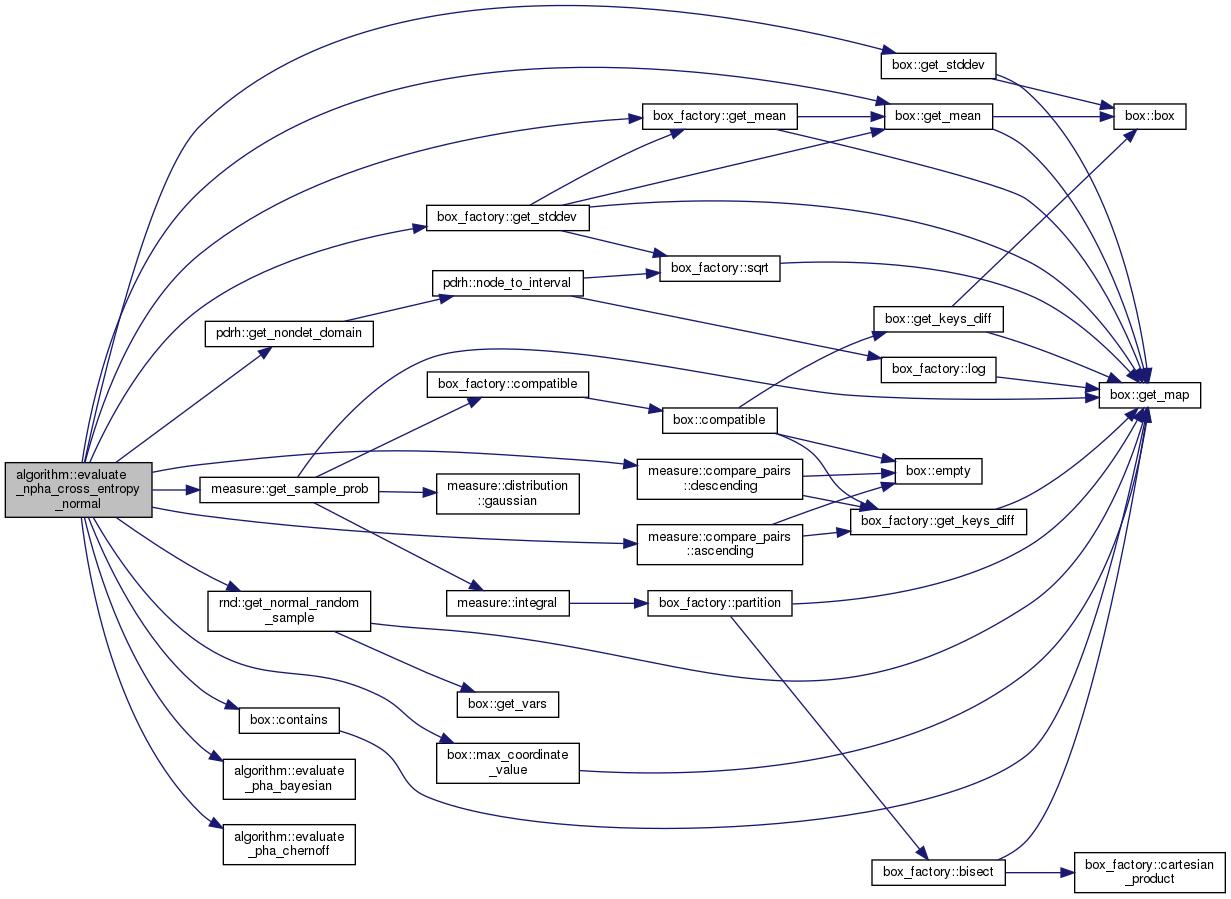 box::get_stddev
box_factory::get_mean
box::get_mean
box::box
box_factory::get_stddev
box_factory::sqrt
pdrh::node_to_interval
pdrh::get_nondet_domain
box::get_keys_diff
box_factory::log
box_factory::compatible
box::get_map
box::compatible
algorithm::evaluate
_npha_cross_entropy
_normal
measure::get_sample_prob
measure::distribution
::gaussian
measure::compare_pairs
::descending
box::empty
measure::compare_pairs
::ascending
box_factory::get_keys_diff
rnd::get_normal_random
_sample
measure::integral
box_factory::partition
box::get_vars
box::contains
box::max_coordinate
_value
algorithm::evaluate
_pha_bayesian
algorithm::evaluate
_pha_chernoff
box_factory::bisect
box_factory::cartesian
_product